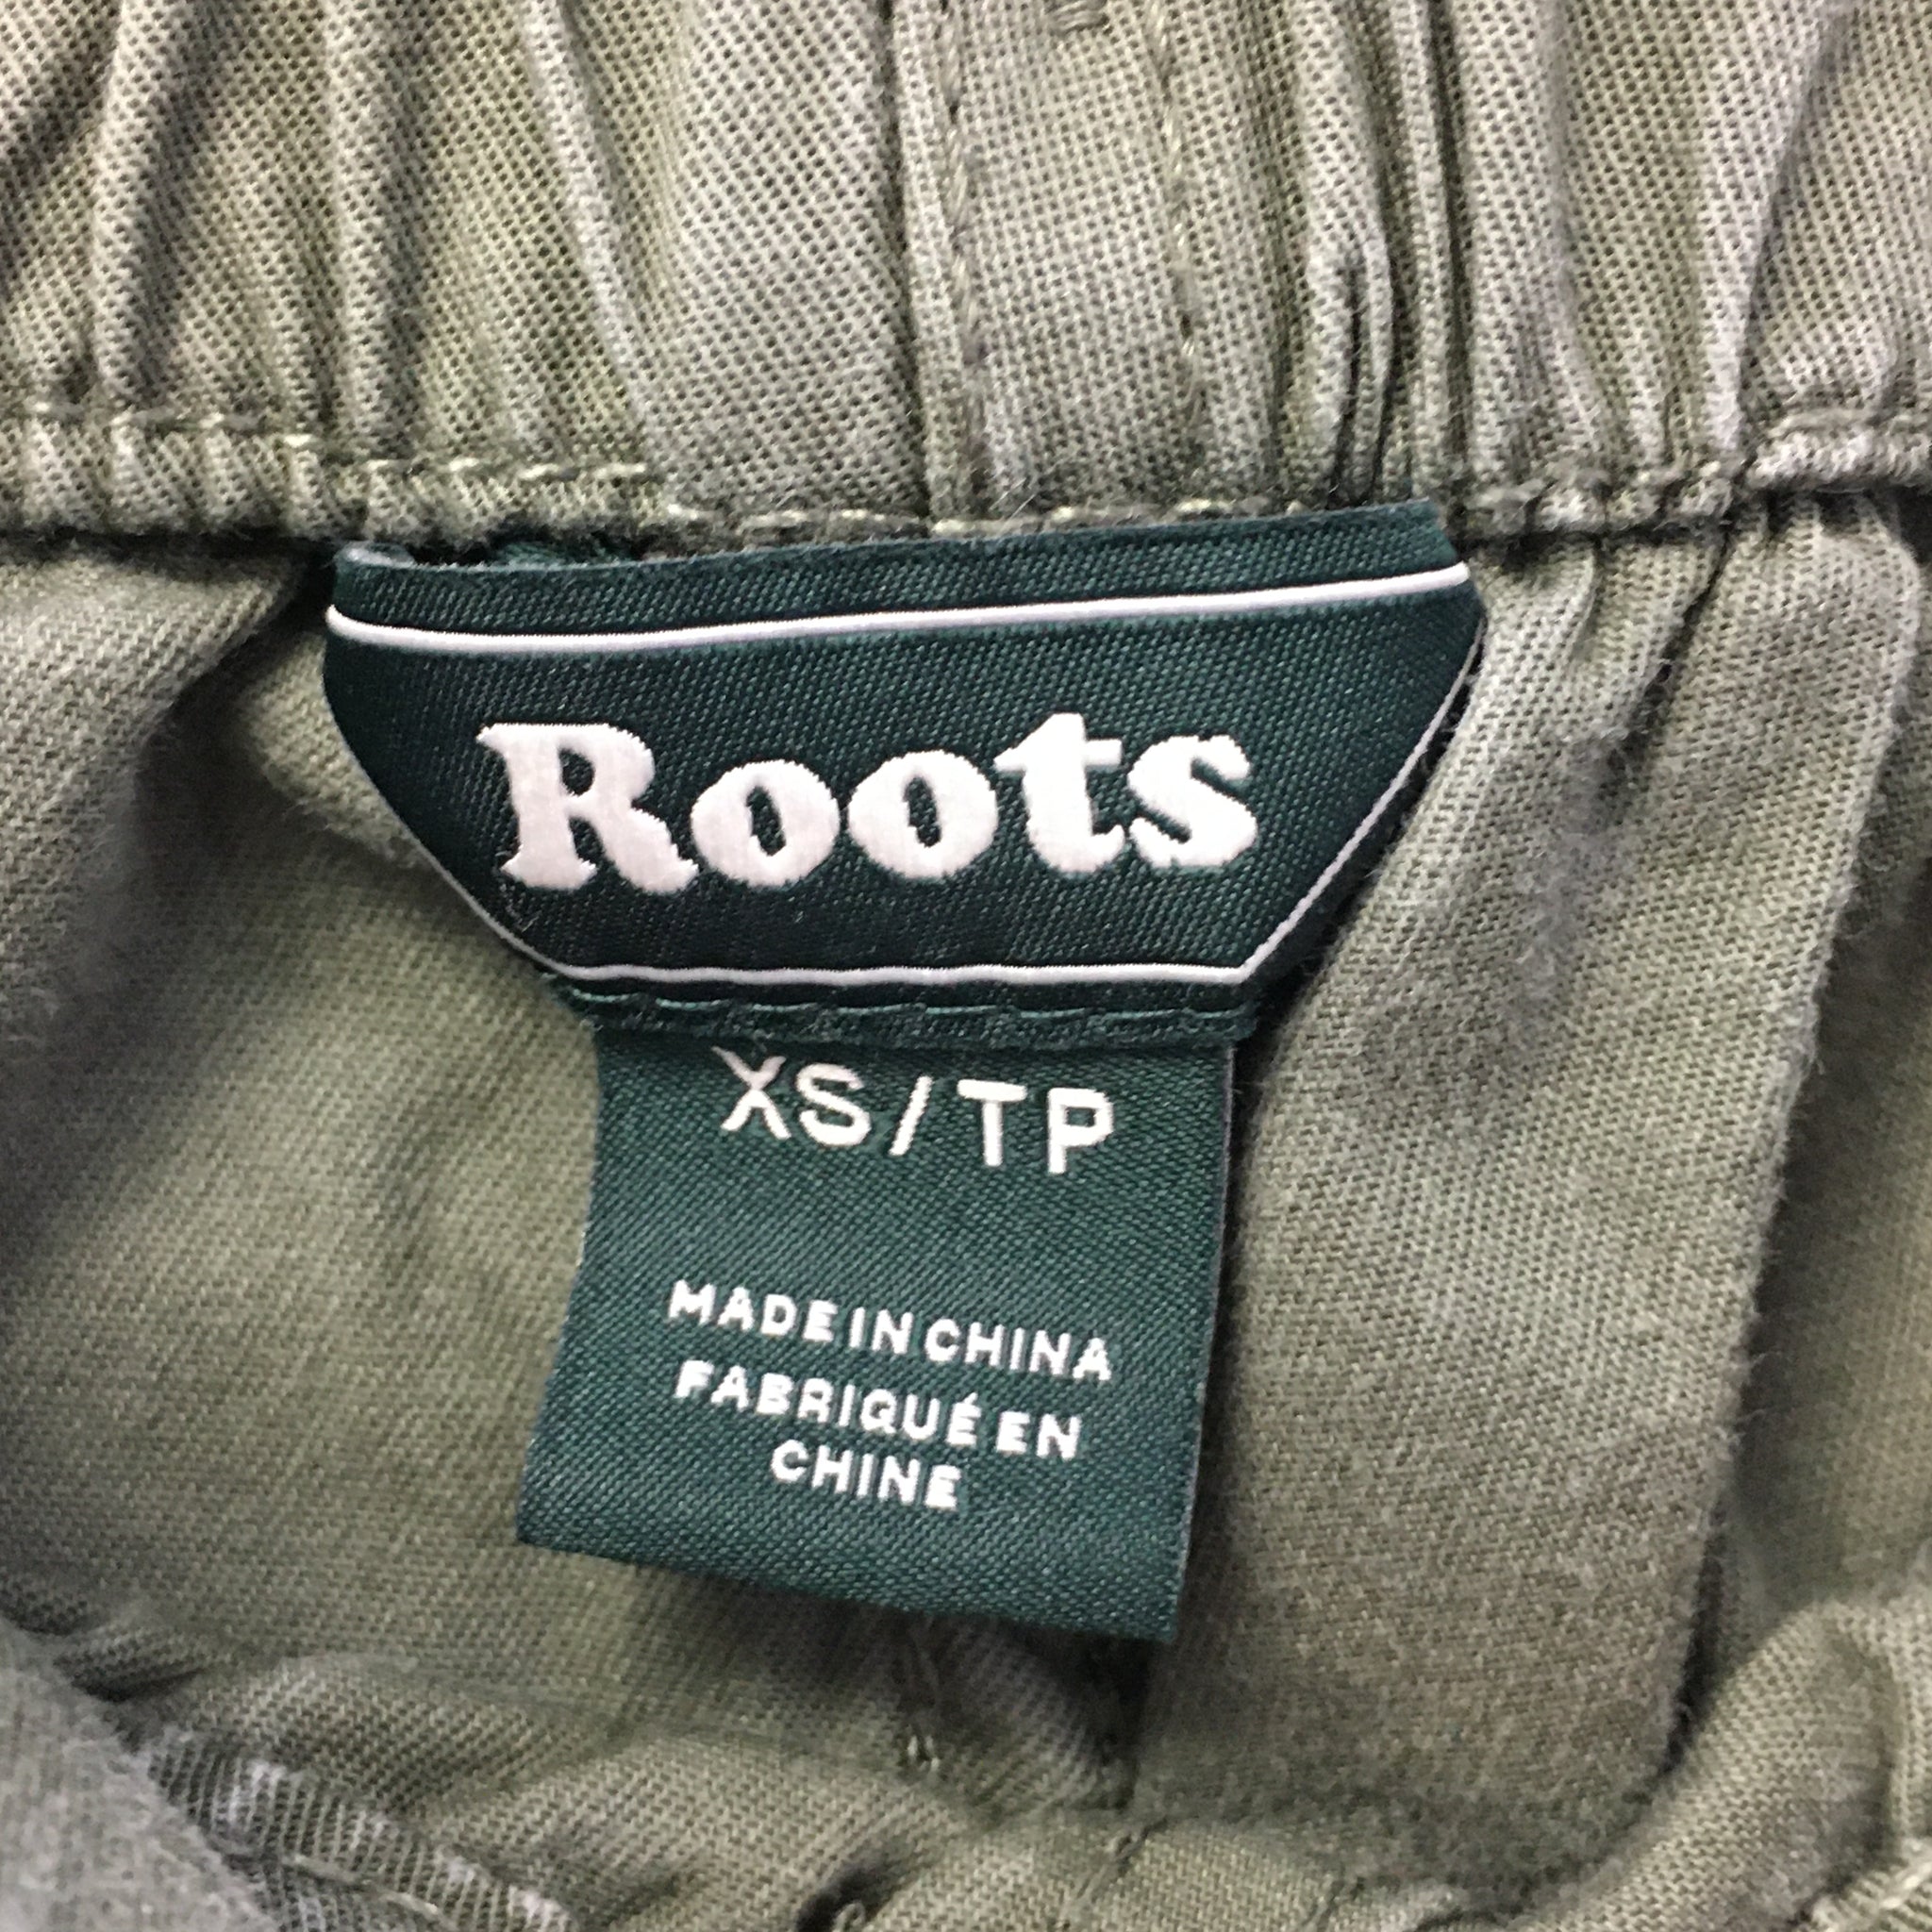 Roots
XS/TP
MADE IN CHINA
FABRIQUÉ EN
CHINE